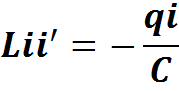 Lii′ = − qi/C